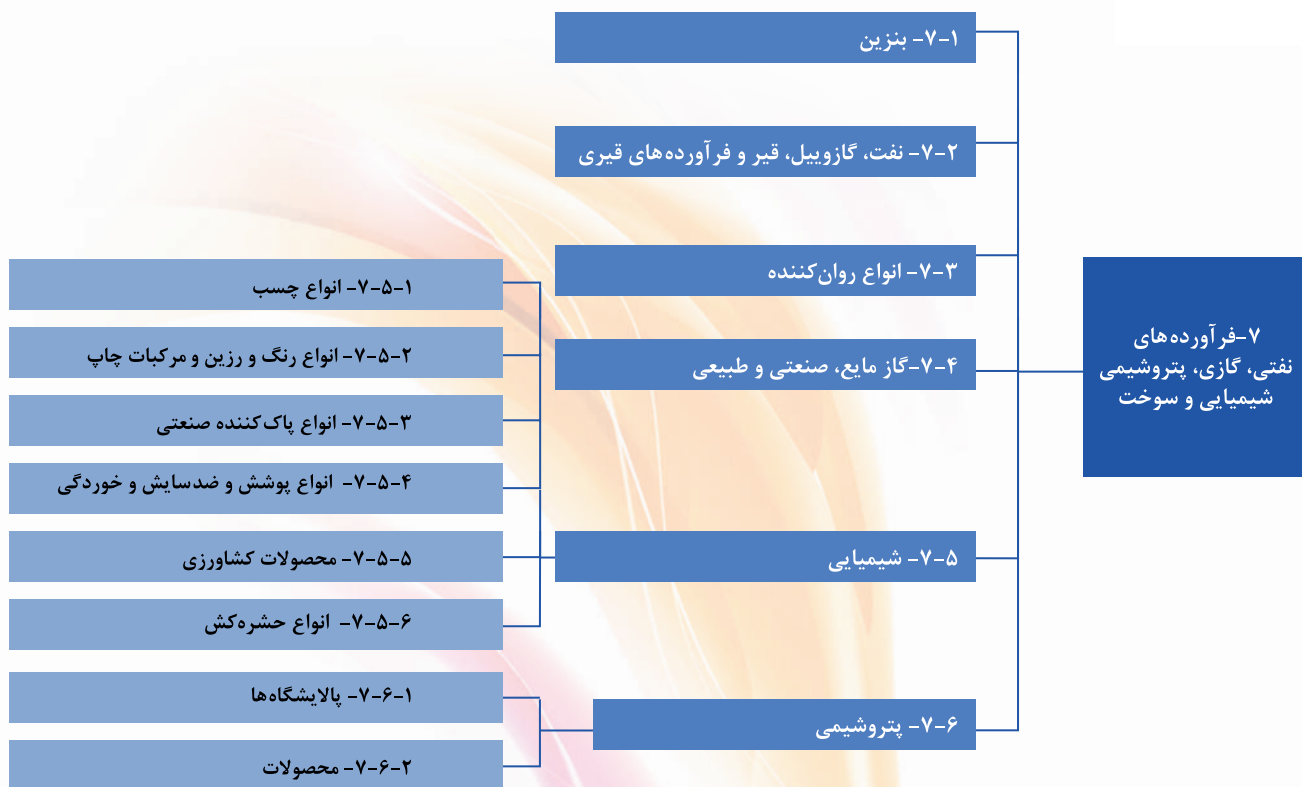 ۷-فرآورده‌های
نفتی، گازی، پتروشیمی
شیمیایی و سوخت
۷-۱- بنزین
۷-۲- نفت، گازوییل، قیر و فرآورده‌های قیری
۷-۳- انواع روان‌کننده
۷-۴-گاز مایع، صنعتی و طبیعی
۷-۵- شیمیایی
۷-۵-۱- انواع چسب
۷-۵-۲- انواع رنگ و رزین و مرکبات چاپ
۷-۵-۳- انواع پاک‌کننده صنعتی
۷-۵-۴- انواع پوشش و ضدسایش و خوردگی
۷-۵-۵- محصولات کشاورزی
۷-۵-۶- انواع حشره‌کش
۷-۶- پتروشیمی
۷-۶-۱- پالایشگاه‌ها
۷-۶-۲- محصولات